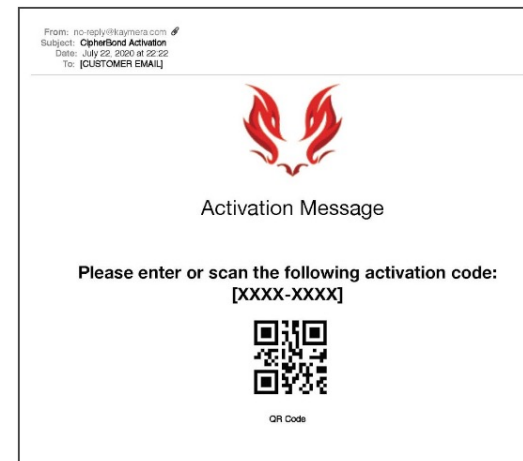 From: no-reply@kaymera.com
Subject: CipherBond Activation
Date: July 22, 2020 at 22:22
To: [CUSTOMER EMAIL]
Activation Message
Please enter or scan the following activation code:
[XXXX-XXXX]
QR Code